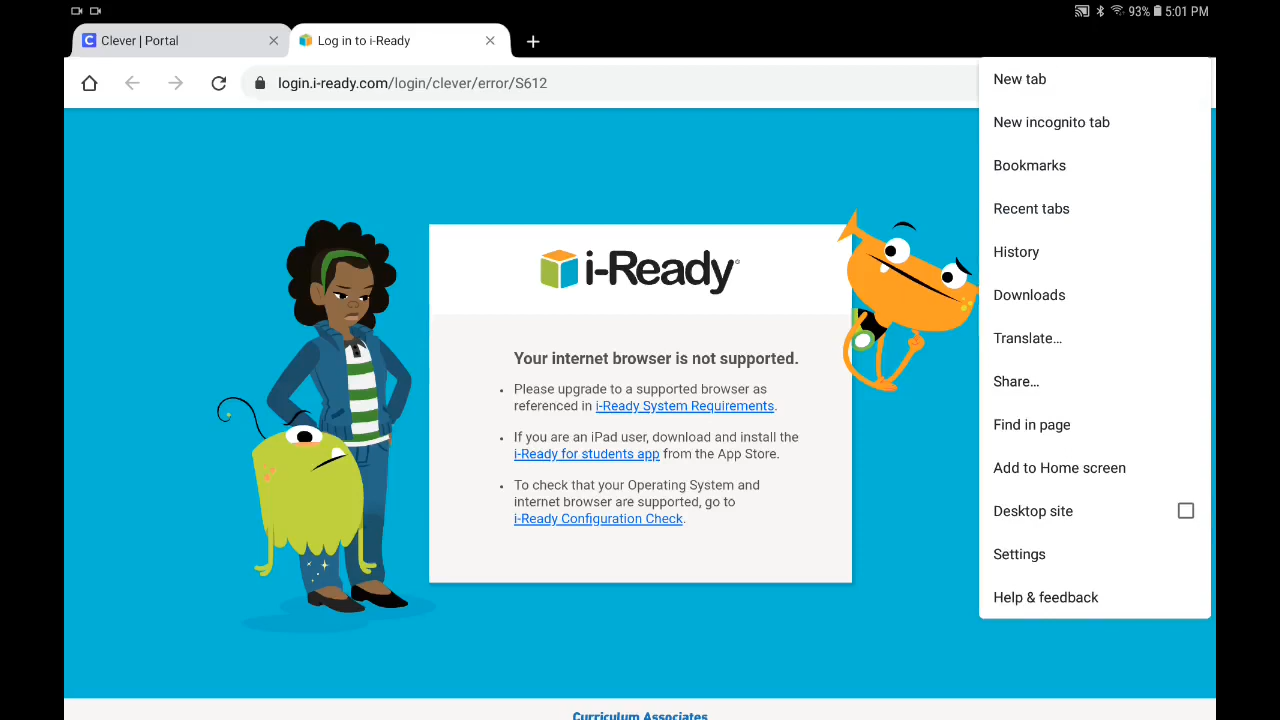 93% 5:01 PM
Clever | Portal
Log in to i-Ready
login.i-ready.com/login/clever/error/S612
New tab
New incognito tab
Bookmarks
Recent tabs
History
Downloads
Translate...
Share...
Find in page
Add to Home screen
Desktop site
Settings
Help & feedback
i-Ready
Your internet browser is not supported.
• Please upgrade to a supported browser as
referenced in i-Ready System Requirements.
• If you are an iPad user, download and install the
i-Ready for students app from the App Store.
• To check that your Operating System and
internet browser are supported, go to
i-Ready Configuration Check.
Curriculum Associates